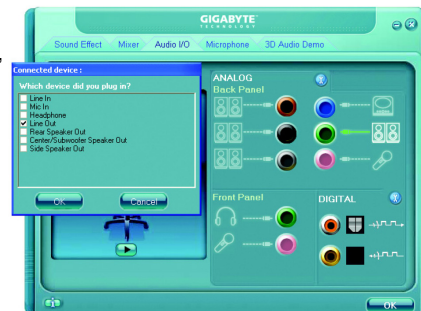 GIGABYTE
TECHNOLOGY
Sound Effect Mixer Audio I/O Microphone 3D Audio Demo
Connected device :
Which device did you plug in?
Line In
Mic In
Headphone
Line Out
Rear Speaker Out
Center/Subwoofer Speaker Out
Side Speaker Out
OK Cancel
ANALOG
Back Panel
Front Panel
DIGITAL
OK